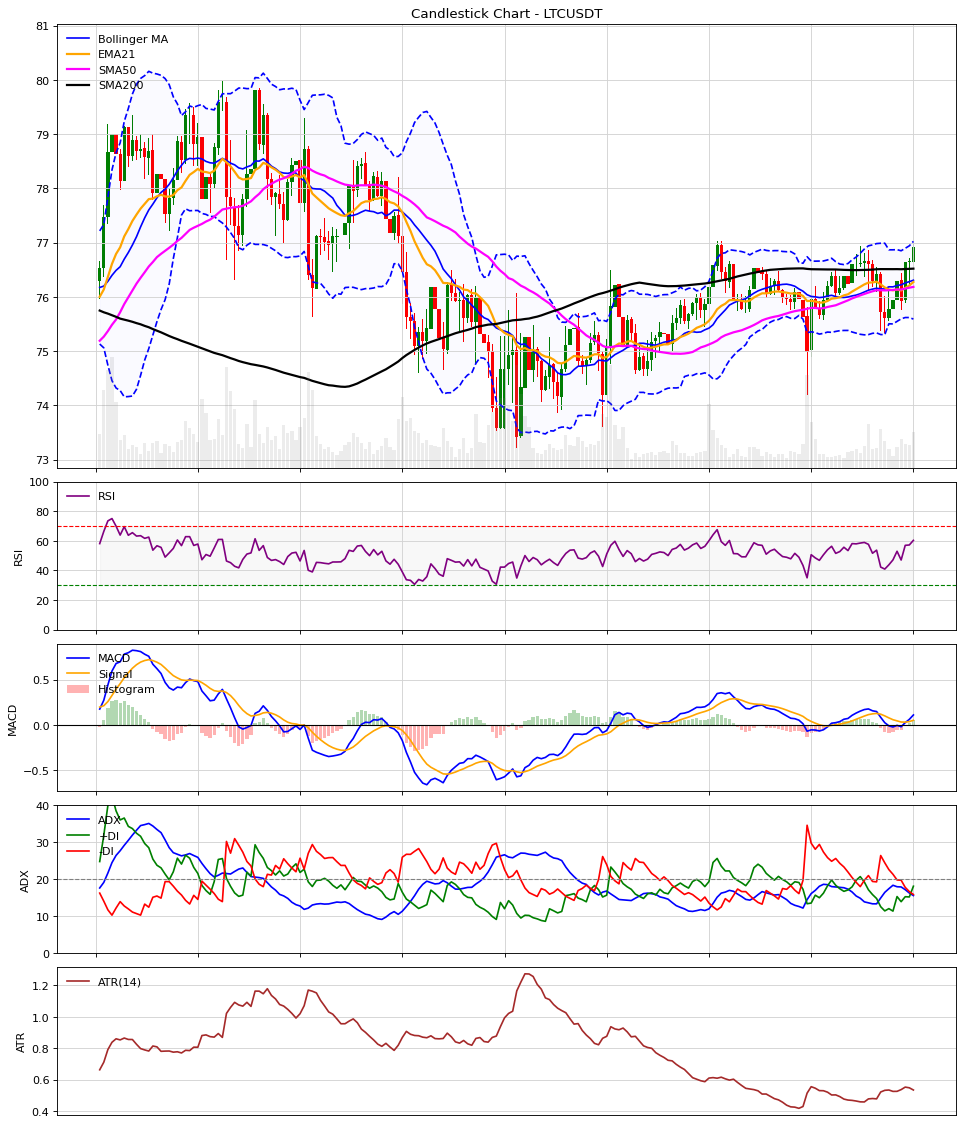 Candlestick Chart - LTCUSDT
Bollinger MA
EMA21
SMA50
SMA200
81
80
79
78
77
76
75
74
73
RSI
RSI
100
80
60
40
20
0
MACD
Signal
Histogram
MACD
0.5
0.0
−0.5
ADX
+DI
-DI
ADX
40
30
20
10
0
ATR(14)
ATR
1.2
1.0
0.8
0.6
0.4